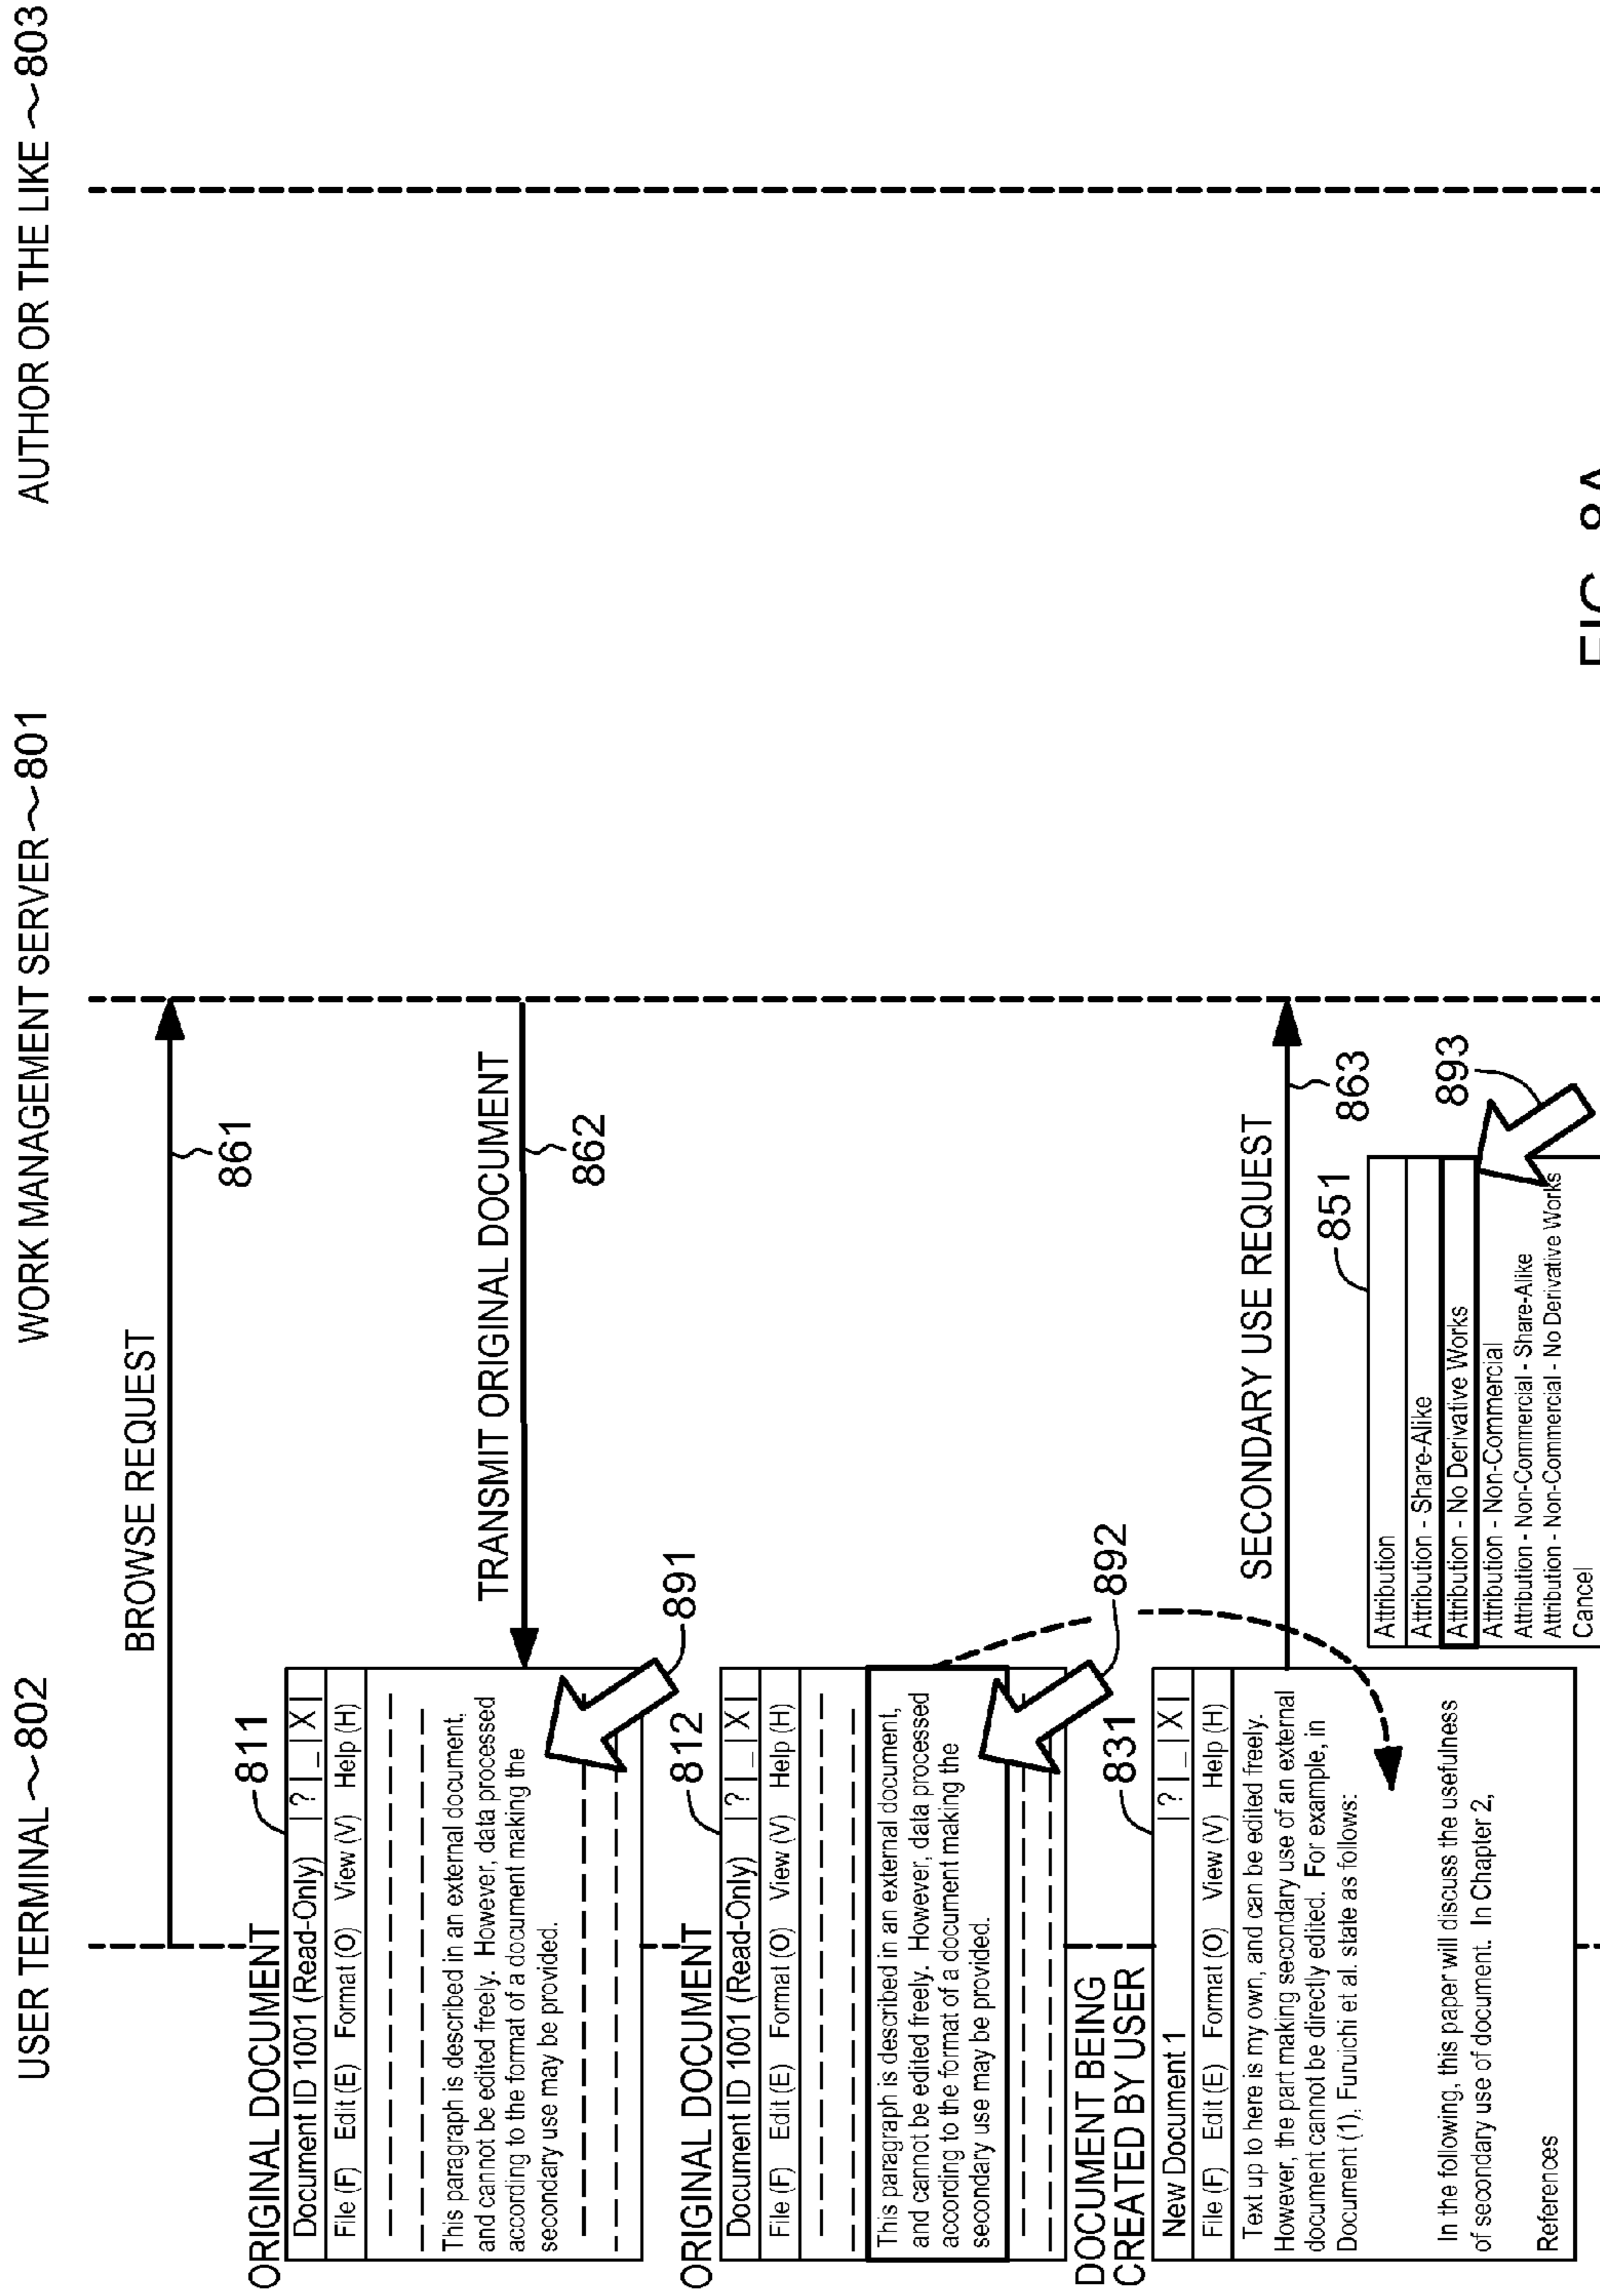 USER TERMINAL ~802
WORK MANAGEMENT SERVER ~801
AUTHOR OR THE LIKE ~803
BROWSE REQUEST
861
ORIGINAL DOCUMENT
811
Document ID 1001 (Read-Only) | ? | _ | X |
File (F) Edit (E) Format (O) View (V) Help (H)
This paragraph is described in an external document,
and cannot be edited freely. However, data processed
according to the format of a document making the
secondary use may be provided.
TRANSMIT ORIGINAL DOCUMENT
862
891
ORIGINAL DOCUMENT
812
Document ID 1001 (Read-Only) | ? | _ | X |
File (F) Edit (E) Format (O) View (V) Help (H)
This paragraph is described in an external document,
and cannot be edited freely. However, data processed
according to the format of a document making the
secondary use may be provided.
892
DOCUMENT BEING
CREATED BY USER
831
New Document 1 | ? | _ | X |
File (F) Edit (E) Format (O) View (V) Help (H)
Text up to here is my own, and can be edited freely.
However, the part making secondary use of an external
document cannot be directly edited. For example, in
Document (1), Furuichi et al. state as follows:
In the following, this paper will discuss the usefulness
of secondary use of document. In Chapter 2,
References
SECONDARY USE REQUEST
863
851
Attribution
Attribution - Share-Alike
Attribution - No Derivative Works
Attribution - Non-Commercial
Attribution - Non-Commercial - Share-Alike
Attribution - Non-Commercial - No Derivative Works
Cancel
893